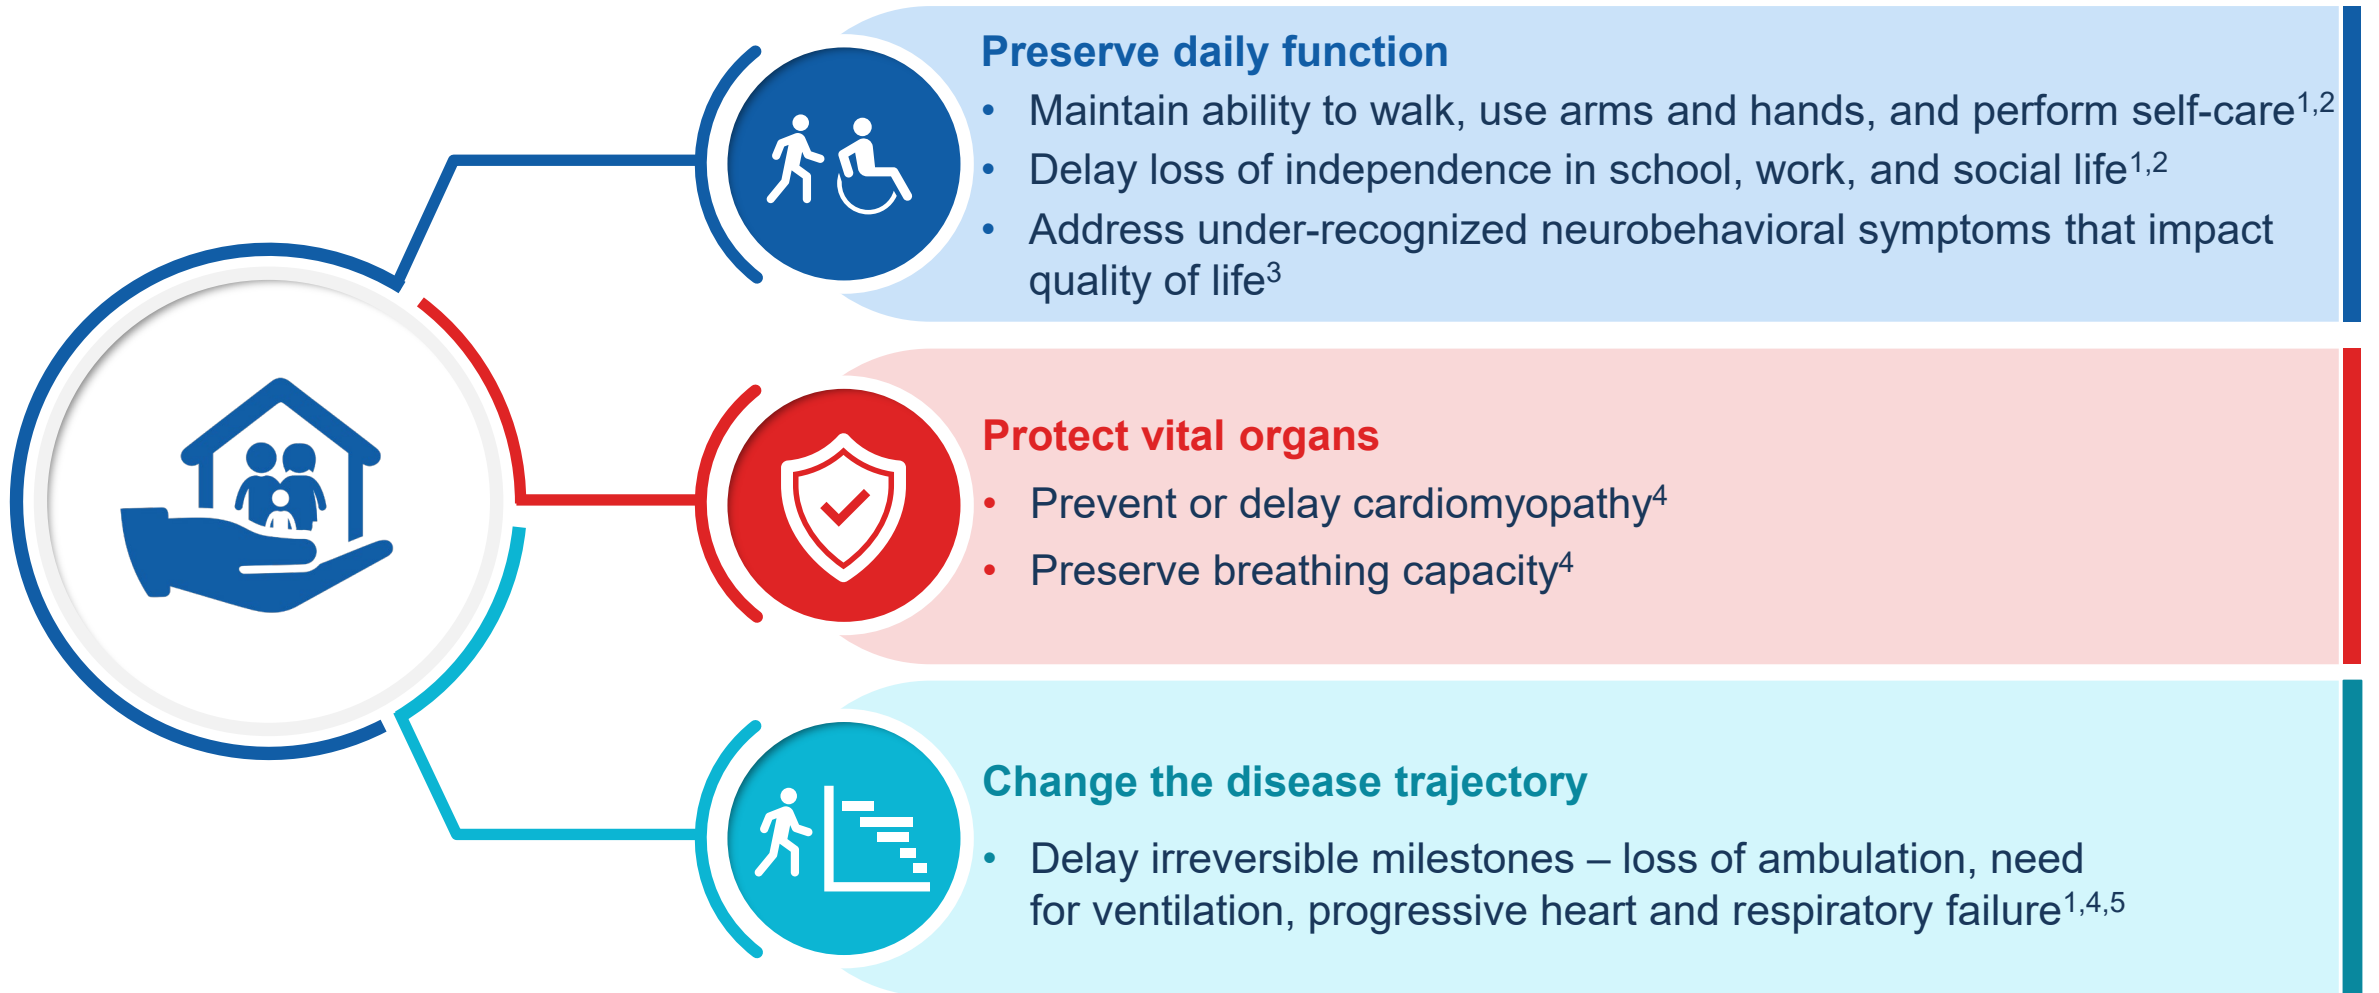 Preserve daily function
• Maintain ability to walk, use arms and hands, and perform self-care1,2
• Delay loss of independence in school, work, and social life1,2
• Address under-recognized neurobehavioral symptoms that impact
quality of life3
Protect vital organs
• Prevent or delay cardiomyopathy4
• Preserve breathing capacity4
Change the disease trajectory
• Delay irreversible milestones – loss of ambulation, need
for ventilation, progressive heart and respiratory failure1,4,5